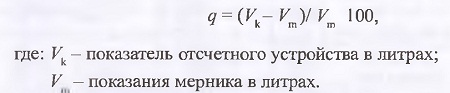 q = (Vk – Vm)/ Vm 100,
где: Vk – показатель отсчетного устройства в литрах;
Vm – показания мерника в литрах.